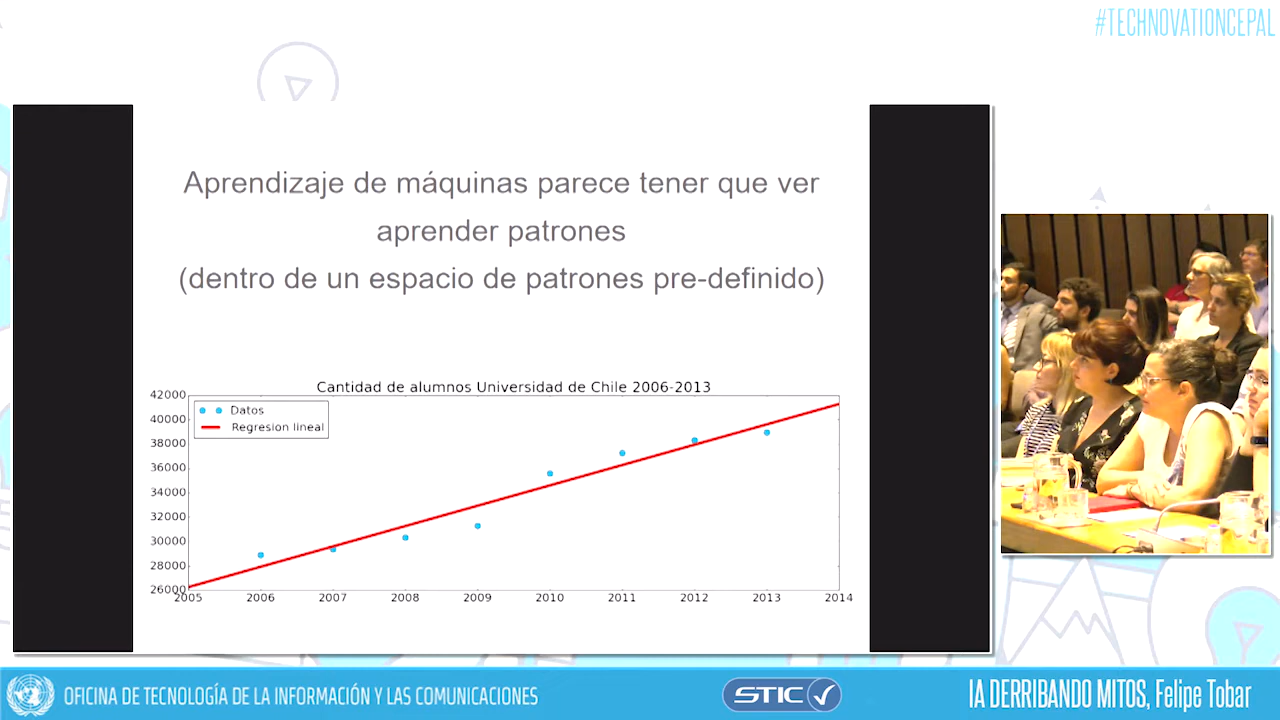 #TECHNOVATIONCEPAL
Aprendizaje de máquinas parece tener que ver
aprender patrones
(dentro de un espacio de patrones pre-definido)
Cantidad de alumnos Universidad de Chile 2006-2013
42000
40000
38000
36000
34000
32000
30000
28000
26000
Datos
Regresion lineal
2005 2006 2007 2008 2009 2010 2011 2012 2013 2014
OFICINA DE TECNOLOGÍA DE LA INFORMACIÓN Y LAS COMUNICACIONES
STIC
IA DERRIBANDO MITOS, Felipe Tobar